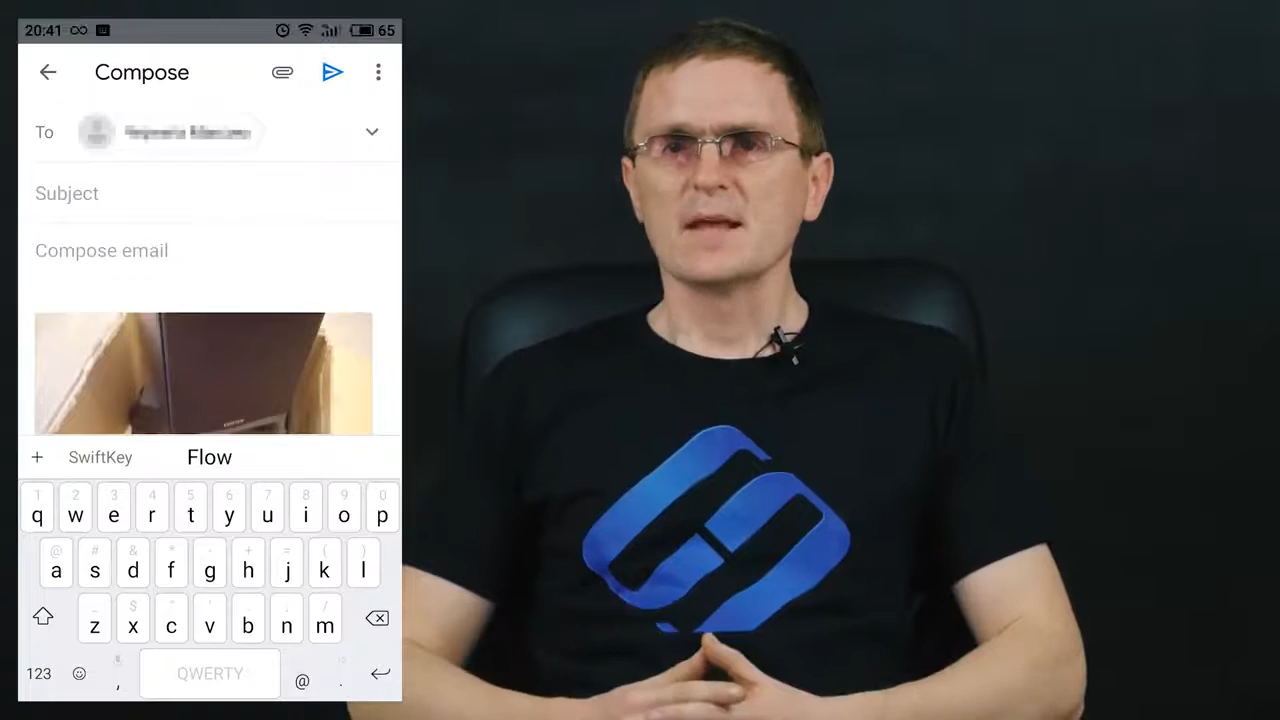 20:41 65
Compose
To
Subject
Compose email
EDIFIER
+ SwiftKey Flow
1 2 3 4 5 6 7 8 9 0
q w e r t y u i o p
@ # & * - + = ( )
a s d f g h j k l
_ $ " ' : ; /
z x c v b n m
123 , QWERTY @ .